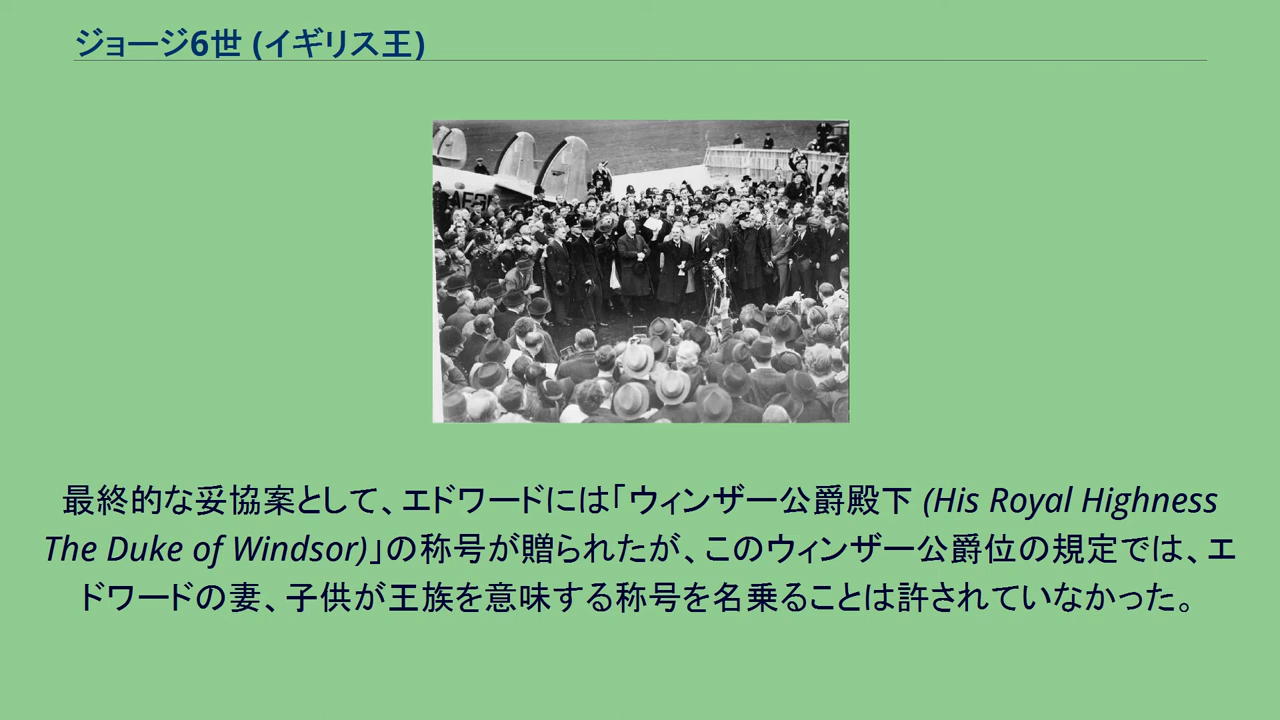 ジョージ6世 (イギリス王)
最終的な妥協案として、エドワードには「ウィンザー公爵殿下 (His Royal Highness
The Duke of Windsor)」の称号が贈られたが、このウィンザー公爵位の規定では、エ
ドワードの妻、子供が王族を意味する称号を名乗ることは許されていなかった。